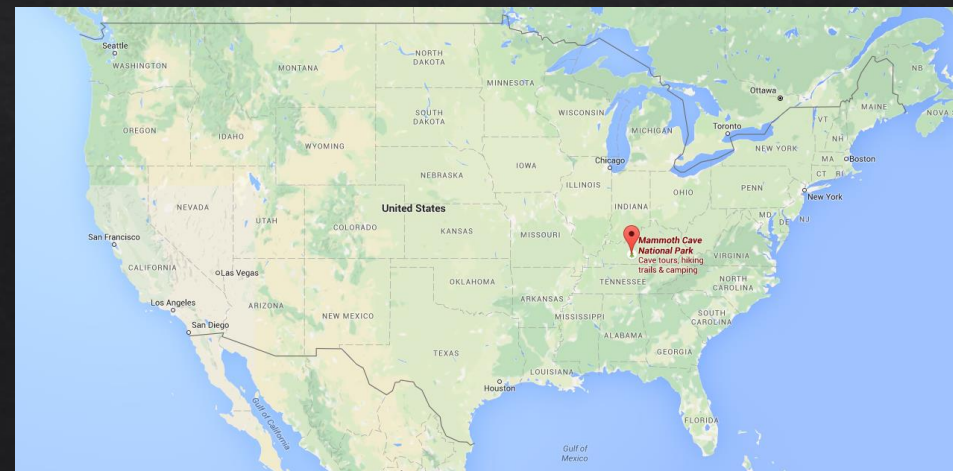 Seattle
WASHINGTON
MONTANA
NORTH
DAKOTA
MINNESOTA
Ottawa
NB
MAINE
NOVA S
OREGON
IDAHO
SOUTH
DAKOTA
WISCONSIN
MICHIGAN
Toronto
VT
NH
WYOMING
NEW YORK
MA
Boston
CT
RI
Chicago
IOWA
NEBRASKA
ILLINOIS
OHIO
PENN
New York
NEVADA
UTAH
United States
INDIANA
MD
DE
NJ
COLORADO
KANSAS
MISSOURI
San Francisco
Mammoth Cave
National Park
Cave tours, hiking
trails & camping
VIRGINIA
CALIFORNIA
Las Vegas
OKLAHOMA
TENNESSEE
NORTH
CAROLINA
Los Angeles
ARIZONA
NEW MEXICO
ARKANSAS
MISSISSIPPI
SOUTH
CAROLINA
San Diego
ALABAMA
GEORGIA
TEXAS
LOUISIANA
Houston
Gulf of California
FLORIDA
Gulf of
Mexico